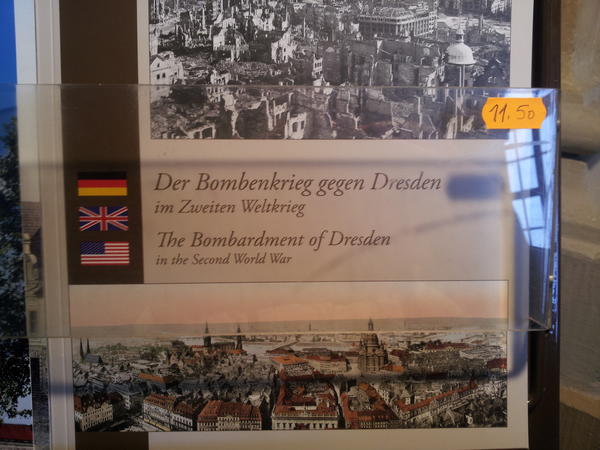 11.50
Der Bombenkrieg gegen Dresden
im Zweiten Weltkrieg
The Bombardment of Dresden
in the Second World War